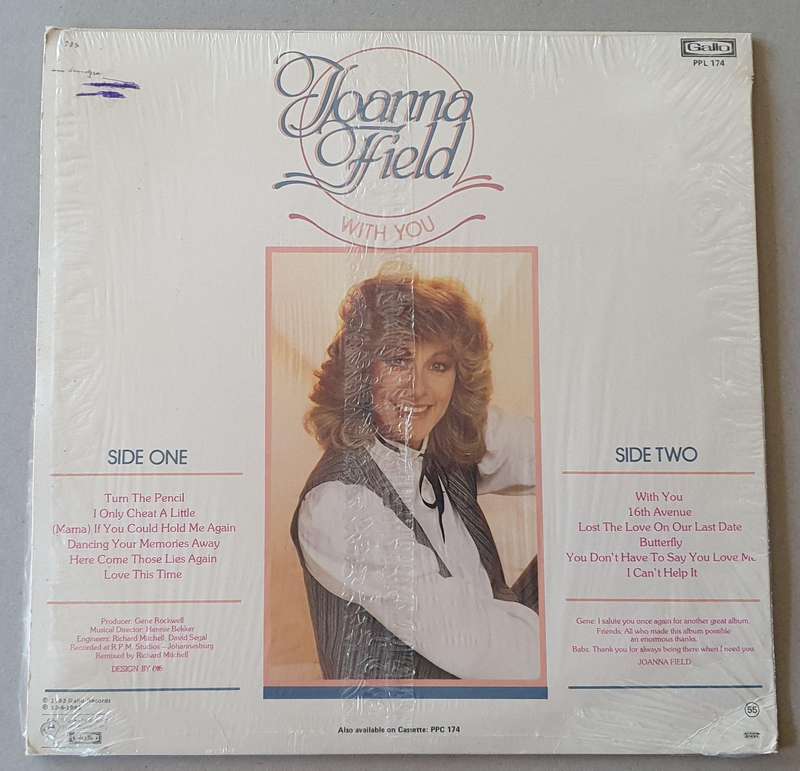 Gallo
PPL 174
Joanna
Field
WITH YOU
SIDE ONE
Turn The Pencil
I Only Cheat A Little
(Mama) If You Could Hold Me Again
Dancing Your Memories Away
Here Come Those Lies Again
Love This Time
Producer: Gene Rockwell
Musical Director: Hennie Bekker
Engineers: Richard Mitchell, David Segal
Recorded at R.P.M. Studios - Johannesburg
Remixed by Richard Mitchell
DESIGN BY
SIDE TWO
With You
16th Avenue
Lost The Love On Our Last Date
Butterfly
You Don't Have To Say You Love Me
I Can't Help It
Gene: I salute you once again for another great album.
Friends: All who made this album possible
an enormous thanks.
Babs: Thank you for always being there when I need you.
JOANNA FIELD
Gallo Records
Gallo
Also available on Cassette: PPC 174
55